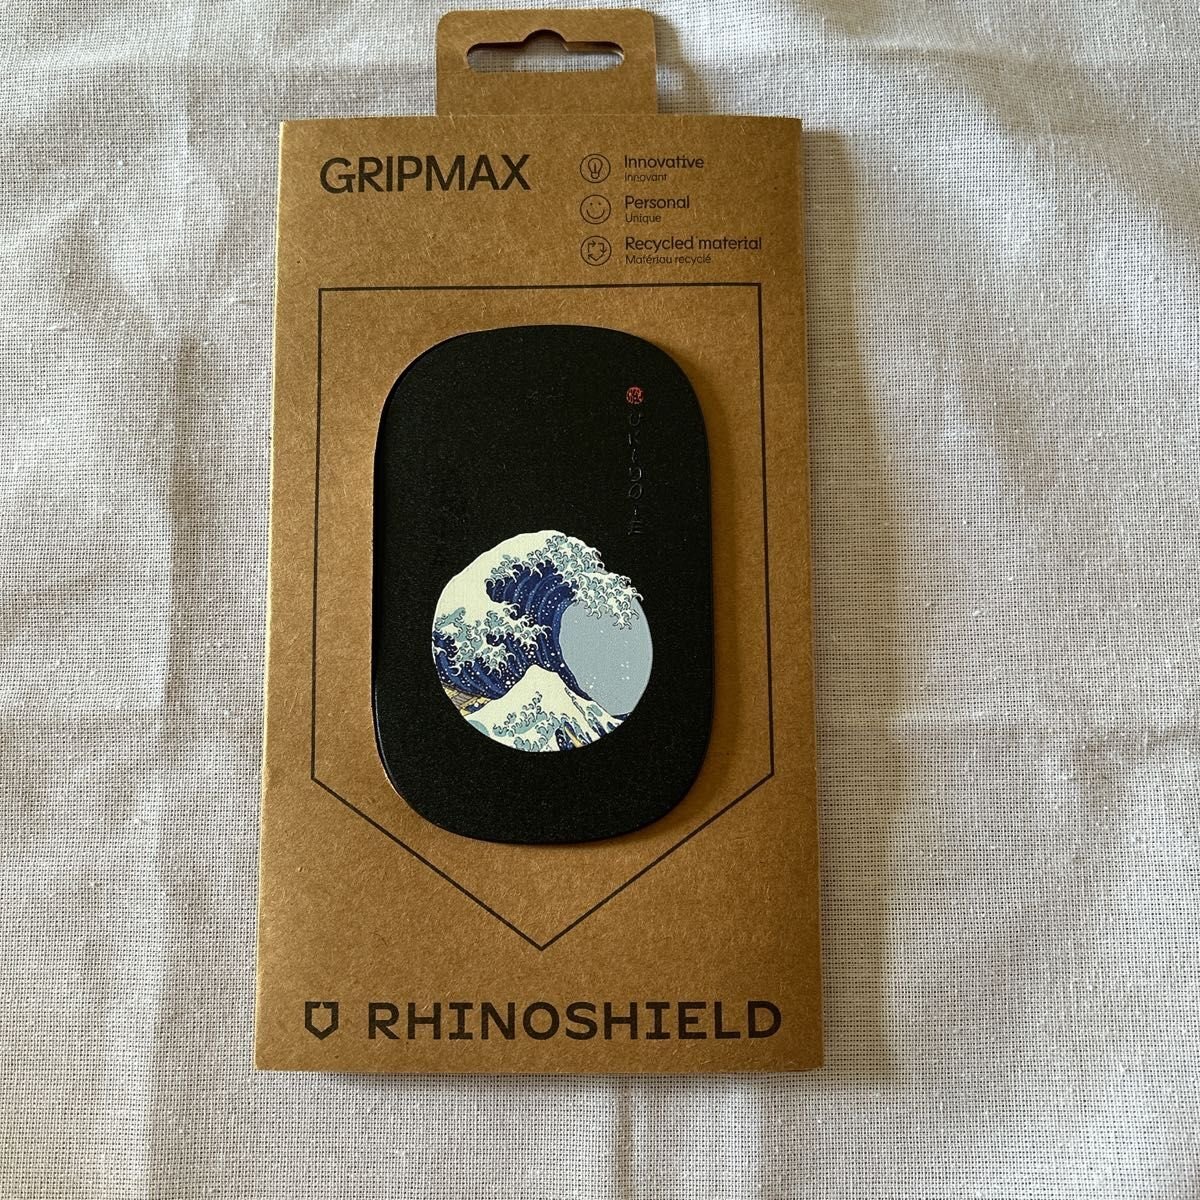 GRIPMAX
Innovative
Innovant
Personal
Unique
Recycled material
Matériau recyclé
UKIYO-E
RHINOSHIELD